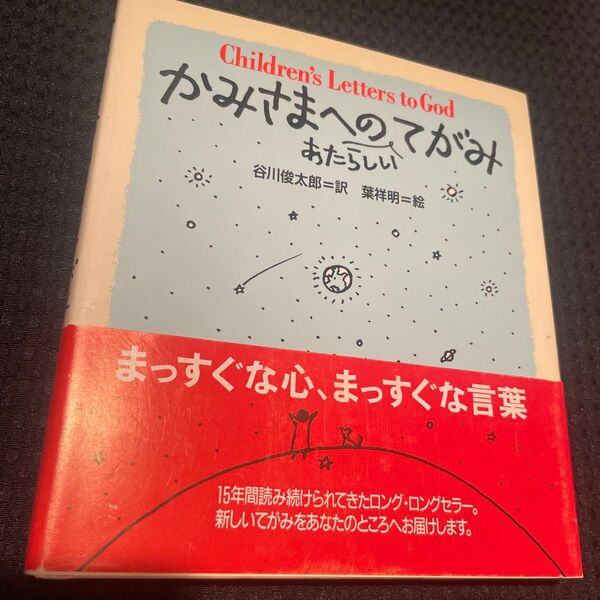 Children's Letters to God
かみさまへのてがみ
あたらしい
谷川俊太郎=訳 葉祥明=絵
まっすぐな心、まっすぐな言葉
15年間読み続けられてきたロング・ロングセラー。
新しいてがみをあなたのところへお届けします。